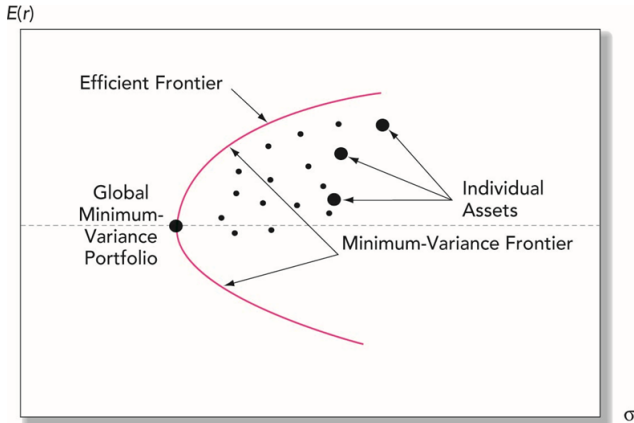 E(r)
Efficient Frontier
Global
Minimum-
Variance
Portfolio
Individual
Assets
Minimum-Variance Frontier
σ